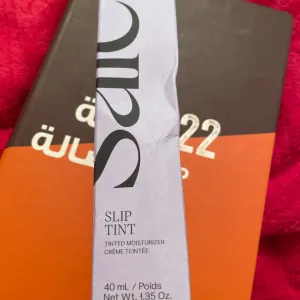 Saie
SLIP
TINT
TINTED MOISTURIZER
CRÈME TEINTÉE
40 mL / Poids
Net Wt. 1.35 Oz.
22